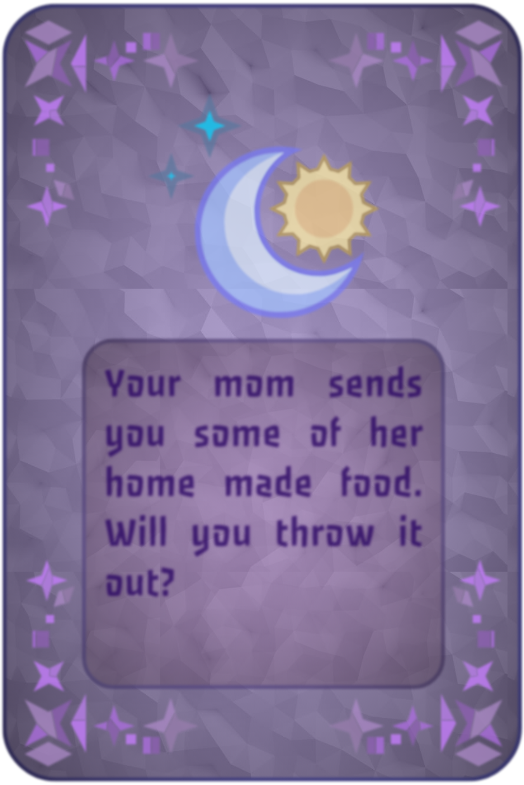 Your mom sends
you some of her
home made food.
Will you throw it
out?